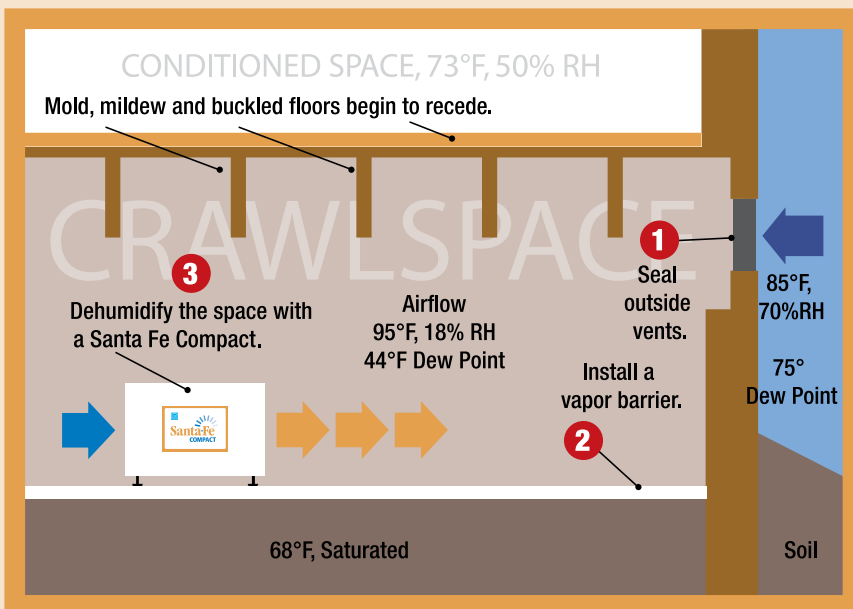 CONDITIONED SPACE, 73°F, 50% RH
Mold, mildew and buckled floors begin to recede.
CRAWLSPACE
1
Seal
outside
vents.
85°F,
70%RH
75°
Dew Point
3
Dehumidify the space with
a Santa Fe Compact.
Airflow
95°F, 18% RH
44°F Dew Point
Install a
vapor barrier.
2
Santa Fe
COMPACT
68°F, Saturated
Soil